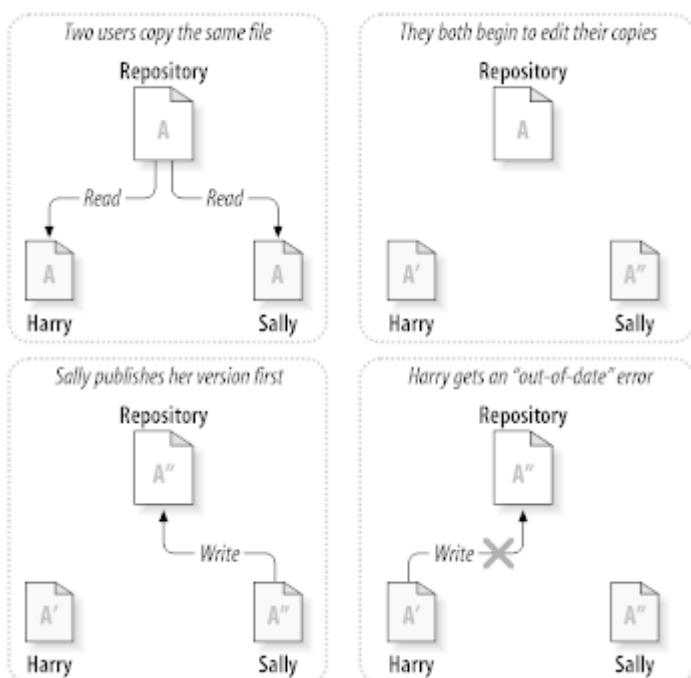 Two users copy the same file
Repository
A
Read
Read
A
A
Harry
Sally
They both begin to edit their copies
Repository
A
A′
A″
Harry
Sally
Sally publishes her version first
Repository
A″
Write
A′
A″
Harry
Sally
Harry gets an “out-of-date” error
Repository
A″
Write
A′
A″
Harry
Sally